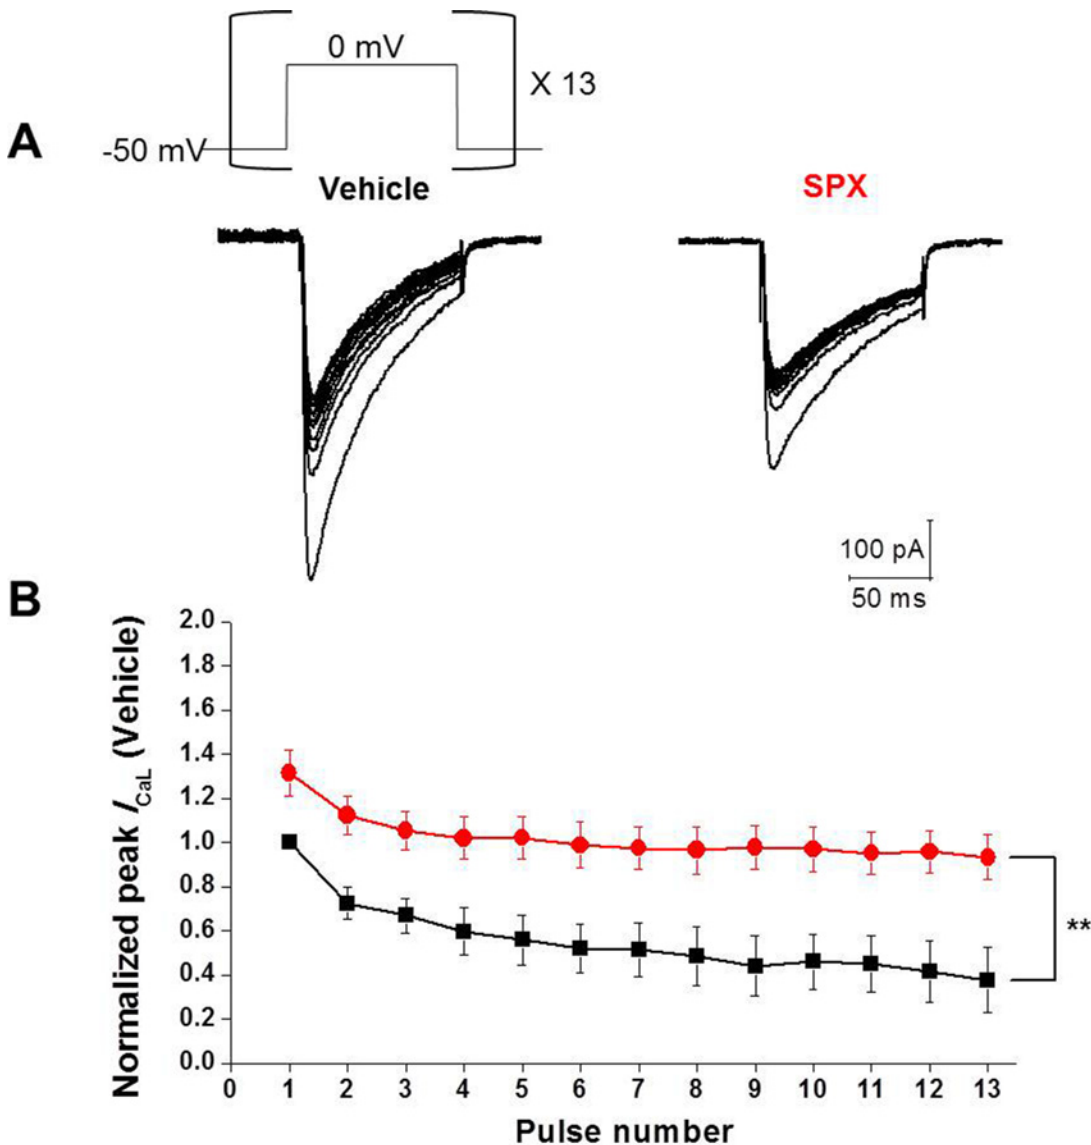 0 mV
X 13
A
-50 mV
Vehicle
SPX
100 pA
50 ms
B
Normalized peak I_CaL (Vehicle)
2.0
1.8
1.6
1.4
1.2
1.0
0.8
0.6
0.4
0.2
0.0
**
0 1 2 3 4 5 6 7 8 9 10 11 12 13
Pulse number